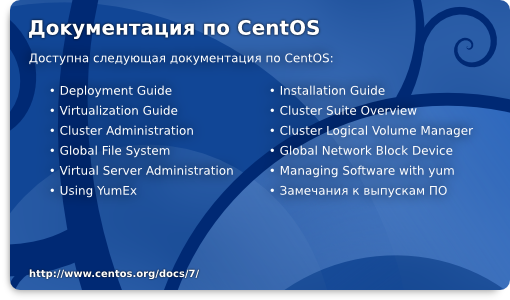 Документация по CentOS
Доступна следующая документация по CentOS:
• Deployment Guide
• Virtualization Guide
• Cluster Administration
• Global File System
• Virtual Server Administration
• Using YumEx
• Installation Guide
• Cluster Suite Overview
• Cluster Logical Volume Manager
• Global Network Block Device
• Managing Software with yum
• Замечания к выпускам ПО
http://www.centos.org/docs/7/